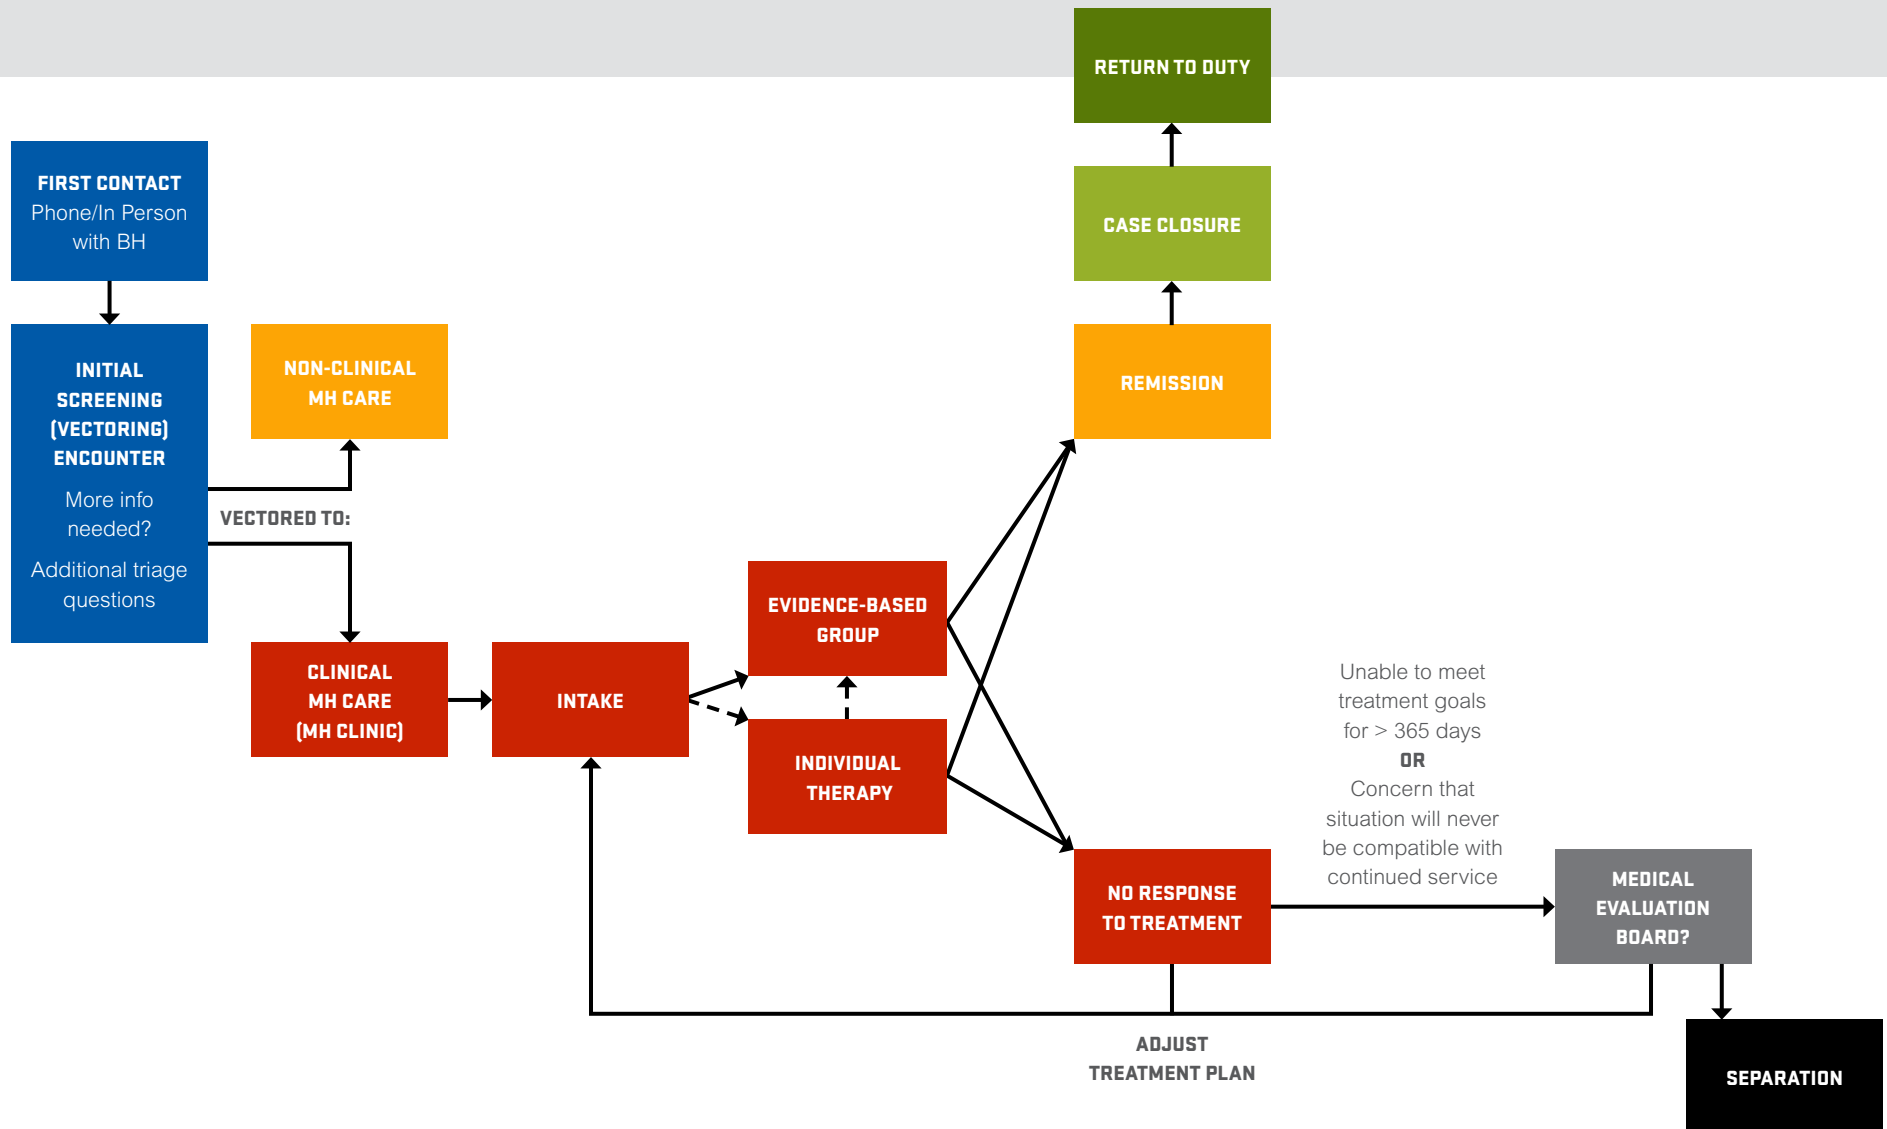 RETURN TO DUTY
FIRST CONTACT
Phone/In Person
with BH
CASE CLOSURE
INITIAL
SCREENING
(VECTORING)
ENCOUNTER
More info
needed?
Additional triage
questions
NON-CLINICAL
MH CARE
REMISSION
VECTORED TO:
CLINICAL
MH CARE
(MH CLINIC)
INTAKE
EVIDENCE-BASED
GROUP
INDIVIDUAL
THERAPY
Unable to meet
treatment goals
for > 365 days
OR
Concern that
situation will never
be compatible with
continued service
NO RESPONSE
TO TREATMENT
MEDICAL
EVALUATION
BOARD?
ADJUST
TREATMENT PLAN
SEPARATION